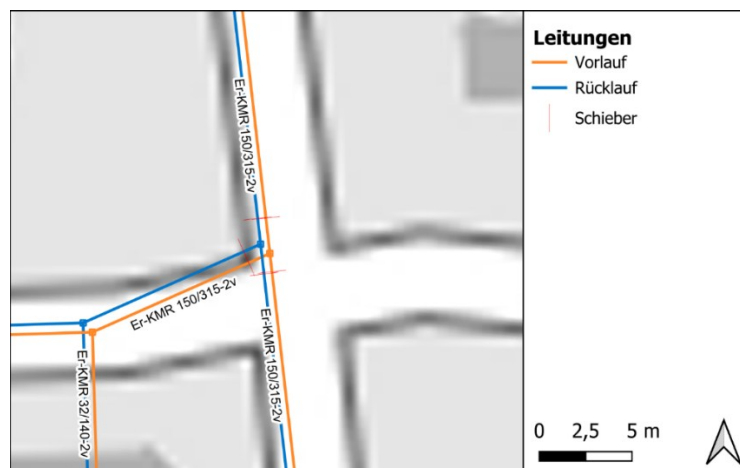 Leitungen
Vorlauf
Rücklauf
Schieber
Er-KMR 150/315-2v
Er-KMR 150/315-2v
Er-KMR 150/315-2v
Er-KMR 32/140-2v
0 2,5 5 m